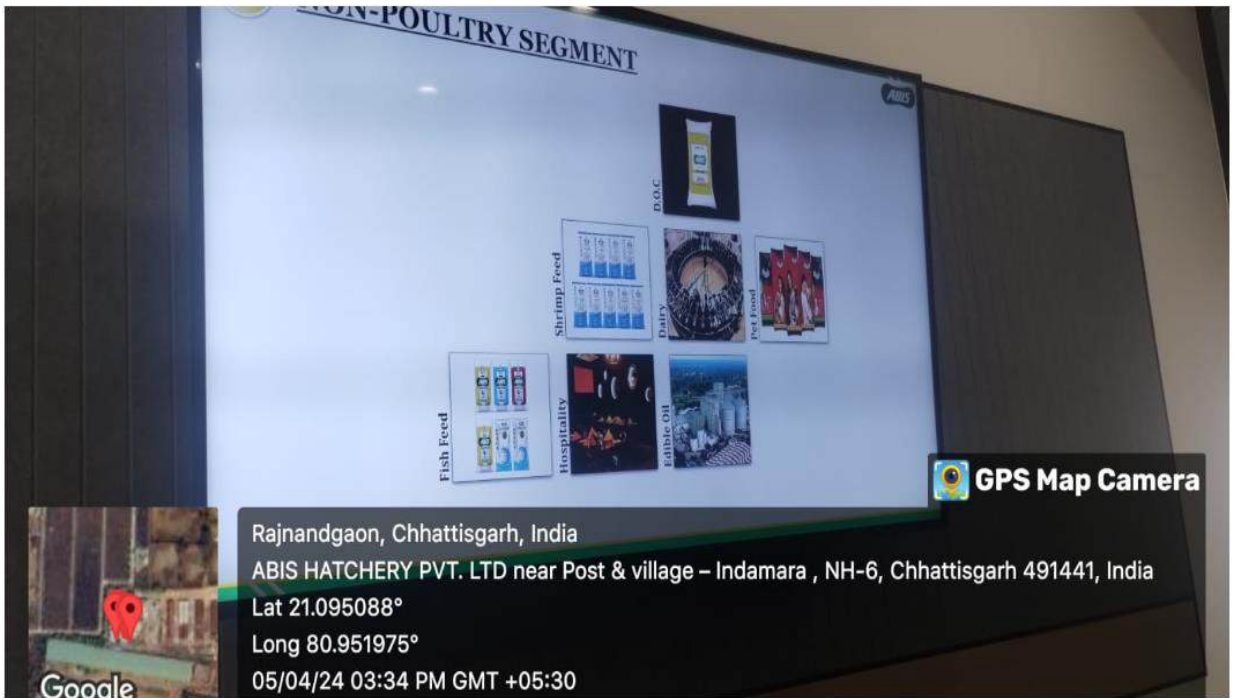 NON-POULTRY SEGMENT
ABIS
D.O.C
Shrimp Feed
Dairy
Pet Food
Fish Feed
Hospitality
Edible Oil
GPS Map Camera
Rajnandgaon, Chhattisgarh, India
ABIS HATCHERY PVT. LTD near Post & village – Indamara , NH-6, Chhattisgarh 491441, India
Lat 21.095088°
Long 80.951975°
05/04/24 03:34 PM GMT +05:30
Google